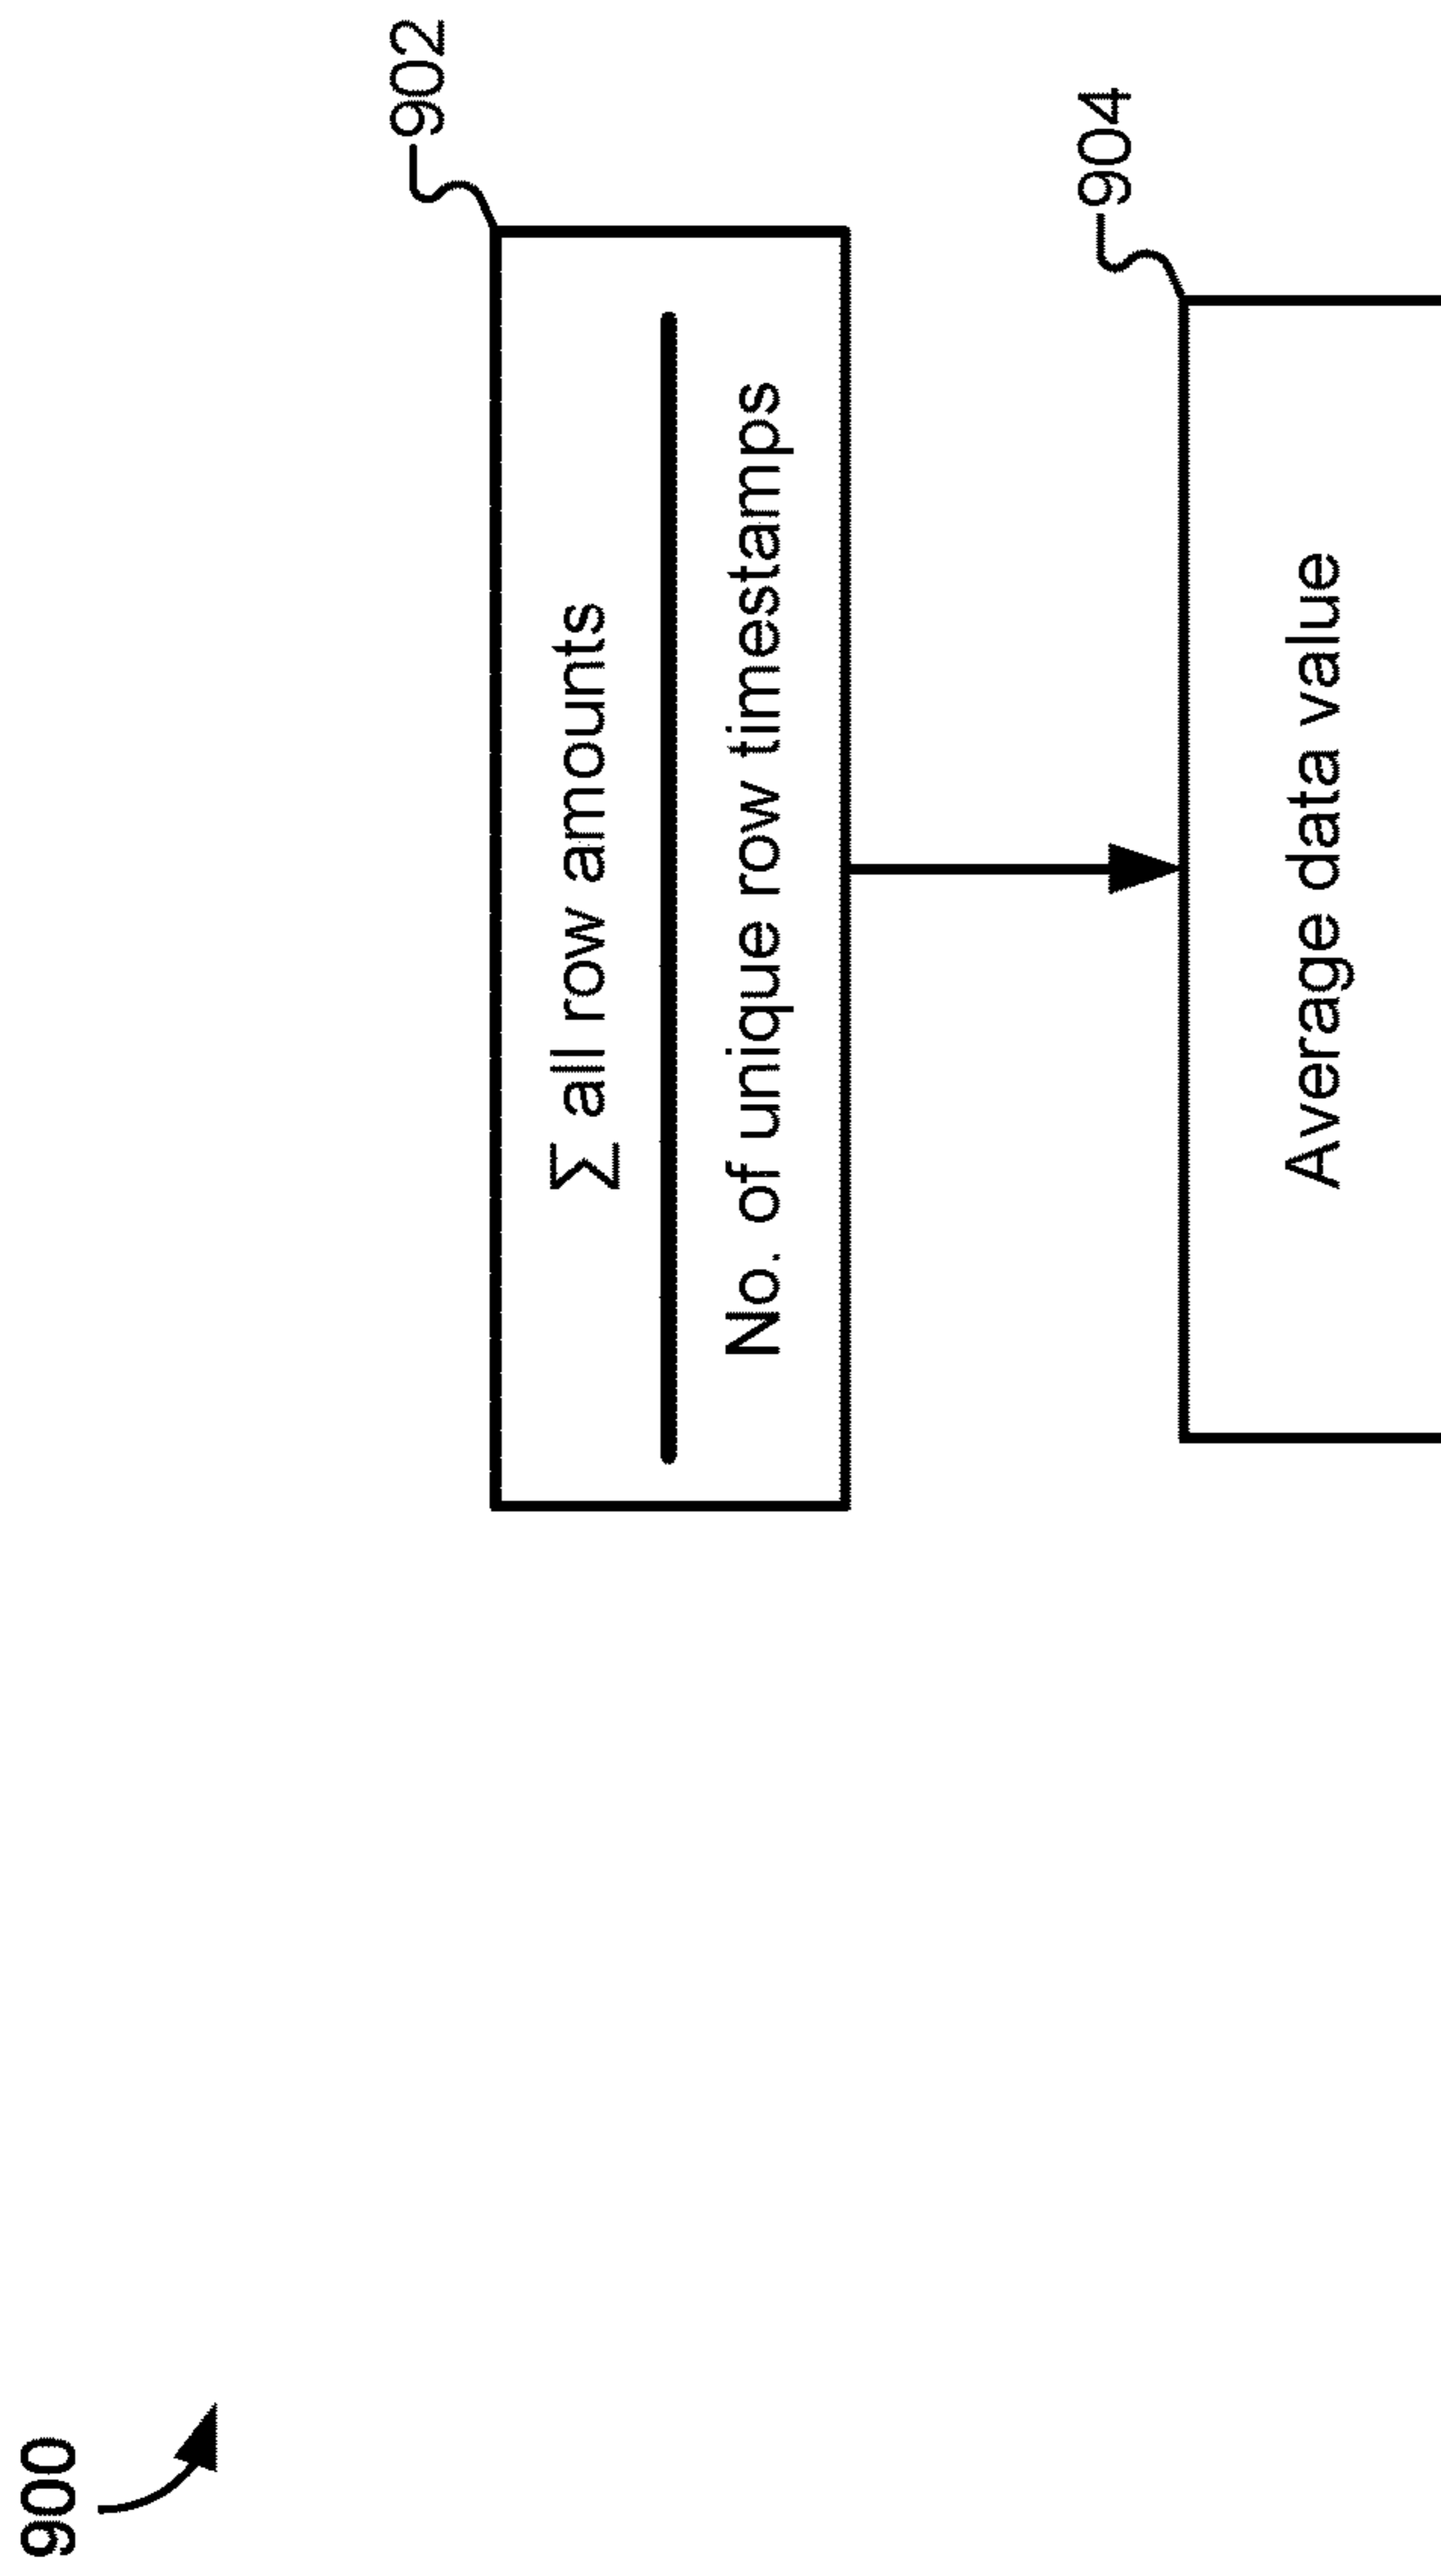 900
902
∑ all row amounts
No. of unique row timestamps
904
Average data value